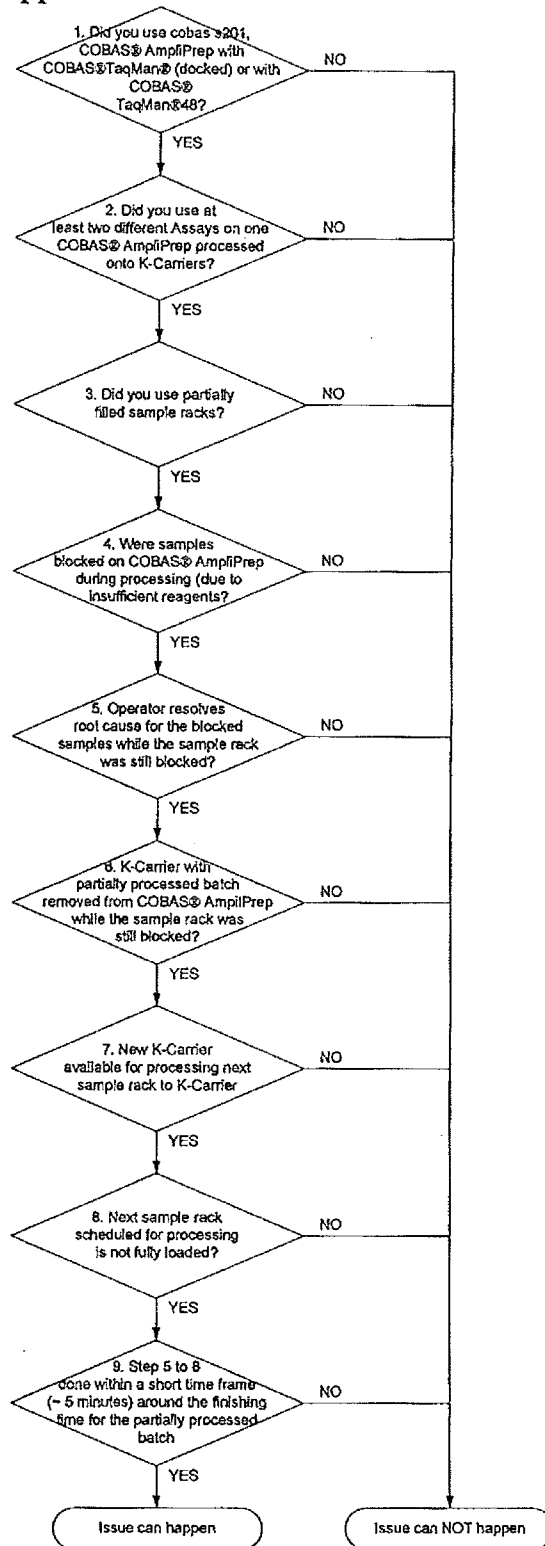 1. Did you use cobas s201,
COBAS® AmpliPrep with
COBAS®TaqMan® (docked) or with
COBAS®
TaqMan®48?
NO
YES
2. Did you use at
least two different Assays on one
COBAS® AmpliPrep processed
onto K-Carriers?
NO
YES
3. Did you use partially
filled sample racks?
NO
YES
4. Were samples
blocked on COBAS® AmpliPrep
during processing (due to
insufficient reagents?
NO
YES
5. Operator resolves
root cause for the blocked
samples while the sample rack
was still blocked?
NO
YES
6. K-Carrier with
partially processed batch
removed from COBAS® AmpliPrep
while the sample rack was
still blocked?
NO
YES
7. New K-Carrier
available for processing next
sample rack to K-Carrier
NO
YES
8. Next sample rack
scheduled for processing
is not fully loaded?
NO
YES
9. Step 5 to 8
done within a short time frame
(~ 5 minutes) around the finishing
time for the partially processed
batch
NO
YES
Issue can happen
Issue can NOT happen